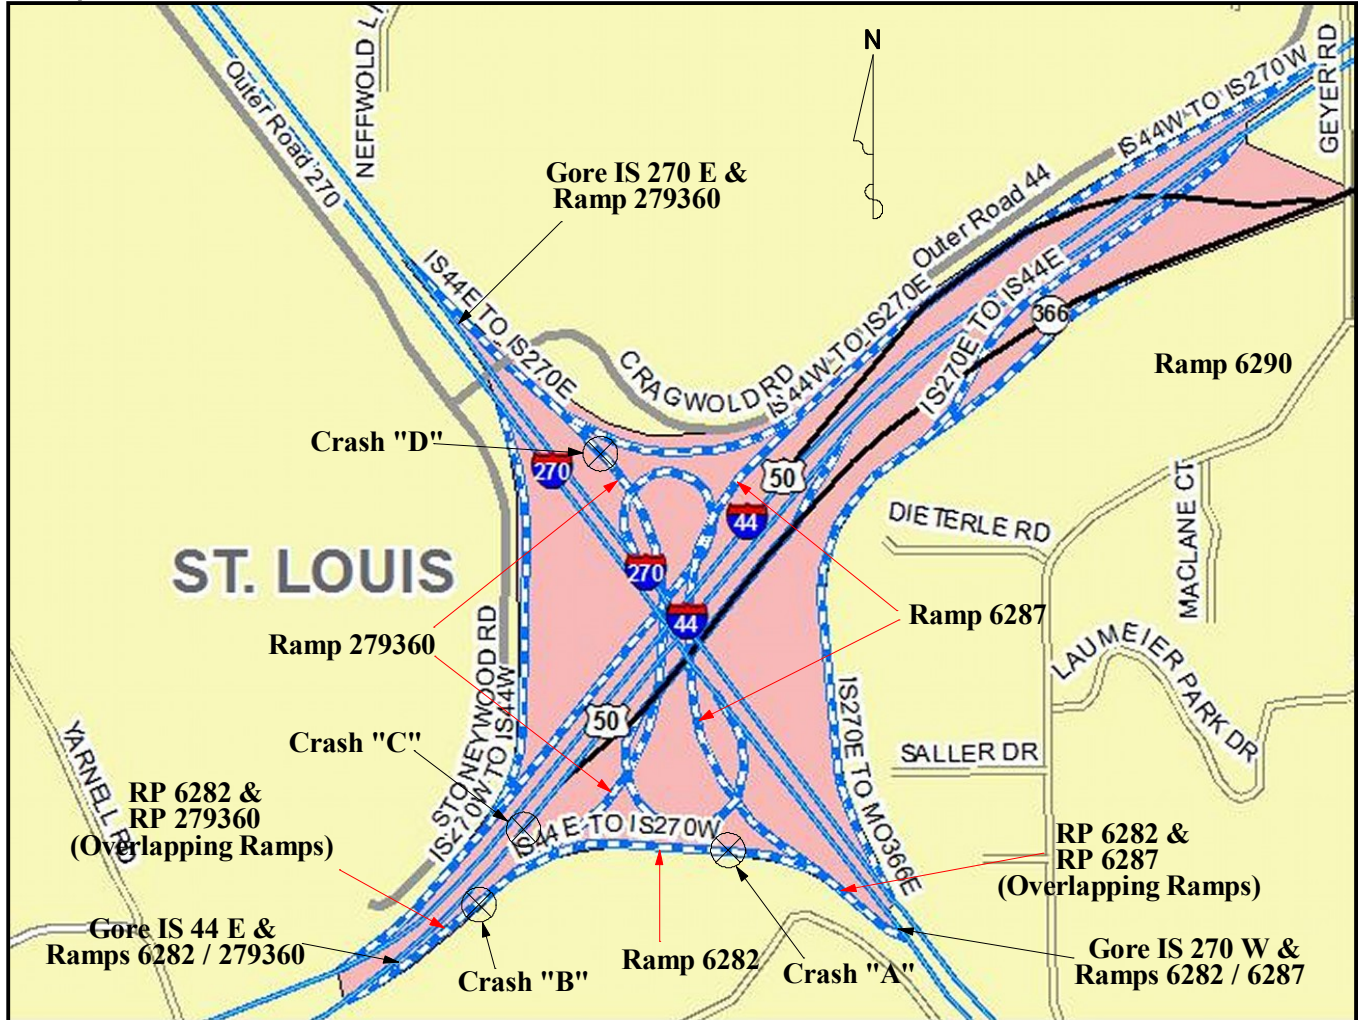 N
NEFFWOLD L
Outer Road 270
GEYER RD
IS44W TO IS270W
Gore IS 270 E &
Ramp 279360
Outer Road 44
IS44E TO IS270E
IS44W TO IS270E
IS270E TO IS44E
366
CRAGWOLD RD
Ramp 6290
Crash "D"
270
50
44
MACLANE CT
DIETERLE RD
ST. LOUIS
270
44
Ramp 6287
Ramp 279360
STONEYWOOD RD
IS270W TO IS44W
LAUMEIER PARK DR
50
IS270E TO MO366E
SALLER DR
Crash "C"
YARNELL RD
RP 6282 &
RP 279360
(Overlapping Ramps)
IS44 E TO IS270W
RP 6282 &
RP 6287
(Overlapping Ramps)
Gore IS 44 E &
Ramps 6282 / 279360
Crash "B"
Ramp 6282
Crash "A"
Gore IS 270 W &
Ramps 6282 / 6287